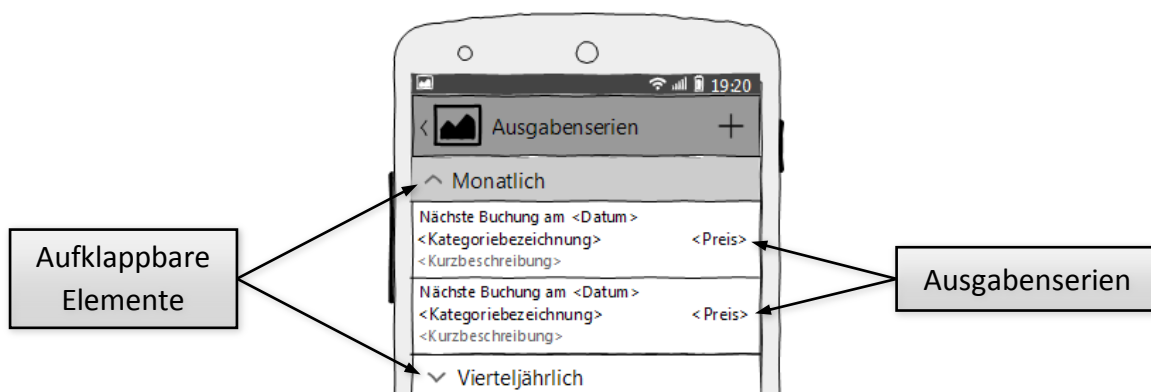 19:20
Ausgabenserien
Monatlich
Nächste Buchung am <Datum>
<Kategoriebezeichnung> <Preis>
<Kurzbeschreibung>
Nächste Buchung am <Datum>
<Kategoriebezeichnung> <Preis>
<Kurzbeschreibung>
Vierteljährlich
Aufklappbare
Elemente
Ausgabenserien